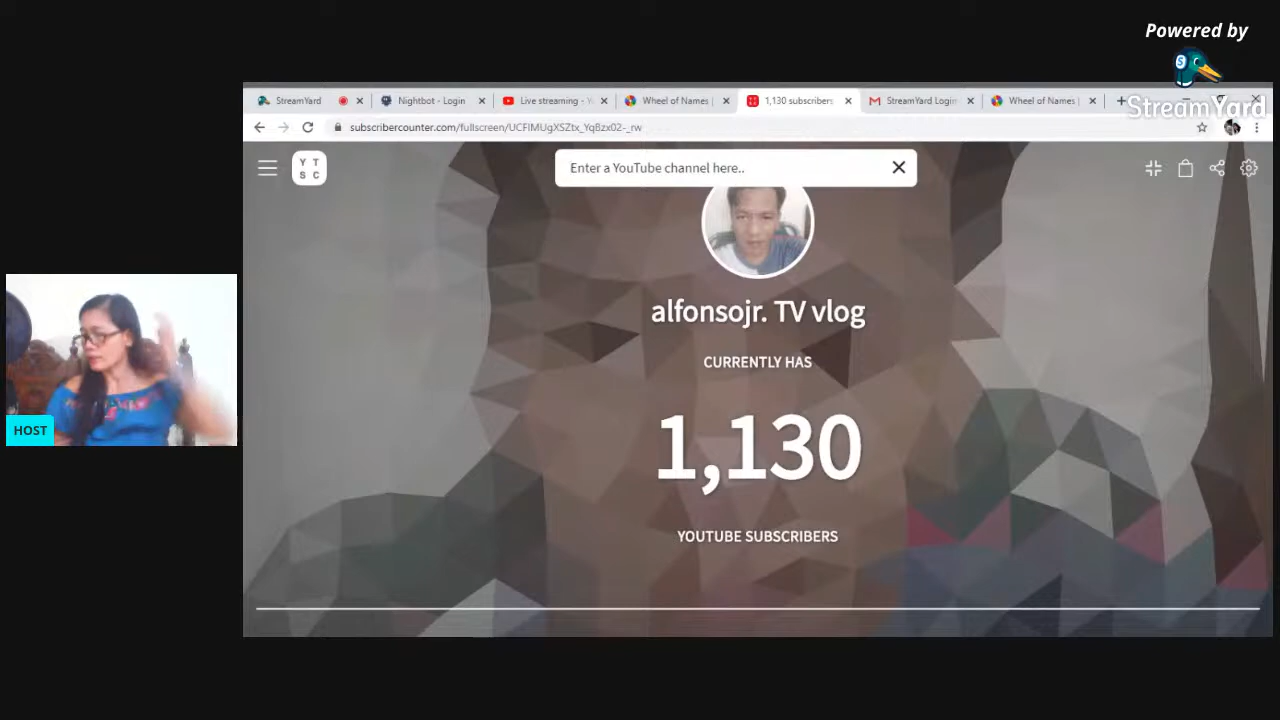 Powered by
StreamYard
StreamYard
Nightbot - Login
Live streaming - Y
Wheel of Names |
1,130 subscribers
StreamYard Login
Wheel of Names |
subscribercounter.com/fullscreen/UCFIMUgXSZtx_YqBzx02-_rw
Y T
S C
Enter a YouTube channel here..
alfonsojr. TV vlog
CURRENTLY HAS
1,130
YOUTUBE SUBSCRIBERS
HOST